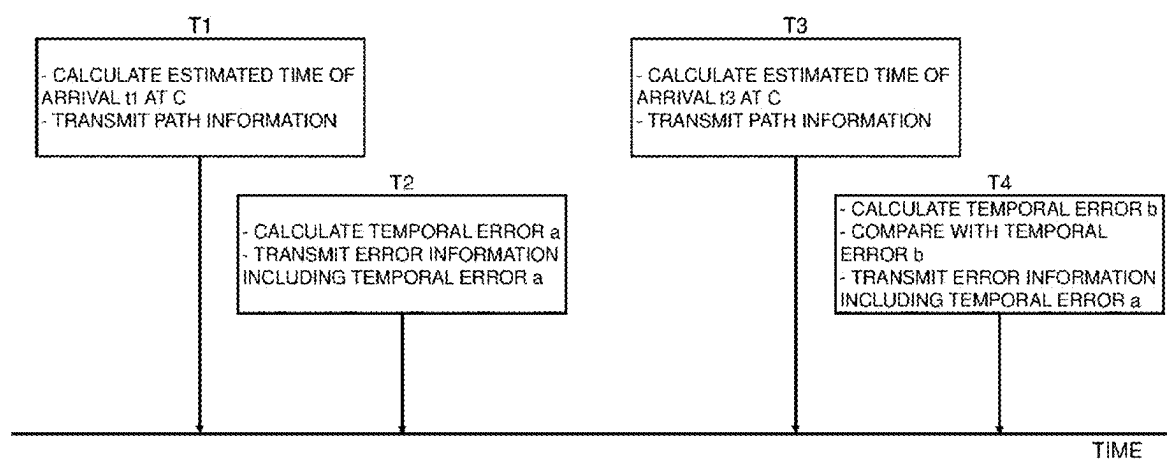 T1
- CALCULATE ESTIMATED TIME OF
ARRIVAL t1 AT C
- TRANSMIT PATH INFORMATION
T2
- CALCULATE TEMPORAL ERROR a
- TRANSMIT ERROR INFORMATION
INCLUDING TEMPORAL ERROR a
T3
- CALCULATE ESTIMATED TIME OF
ARRIVAL t3 AT C
- TRANSMIT PATH INFORMATION
T4
- CALCULATE TEMPORAL ERROR b
- COMPARE WITH TEMPORAL
ERROR b
- TRANSMIT ERROR INFORMATION
INCLUDING TEMPORAL ERROR a
TIME